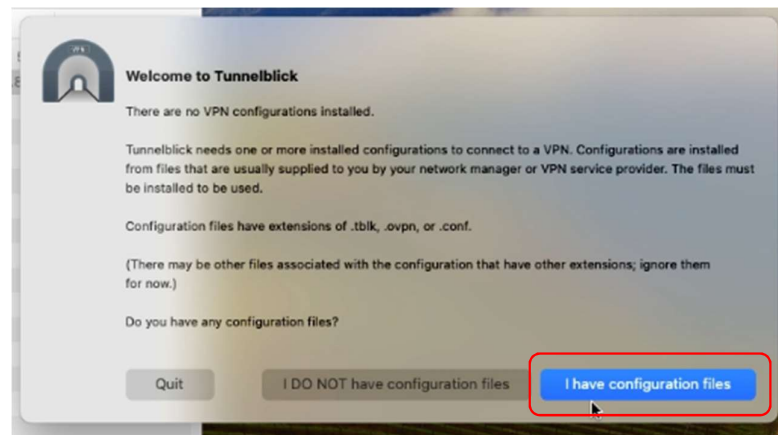 VPN
Welcome to Tunnelblick
There are no VPN configurations installed.
Tunnelblick needs one or more installed configurations to connect to a VPN. Configurations are installed
from files that are usually supplied to you by your network manager or VPN service provider. The files must
be installed to be used.
Configuration files have extensions of .tblk, .ovpn, or .conf.
(There may be other files associated with the configuration that have other extensions; ignore them
for now.)
Do you have any configuration files?
Quit
I DO NOT have configuration files
I have configuration files